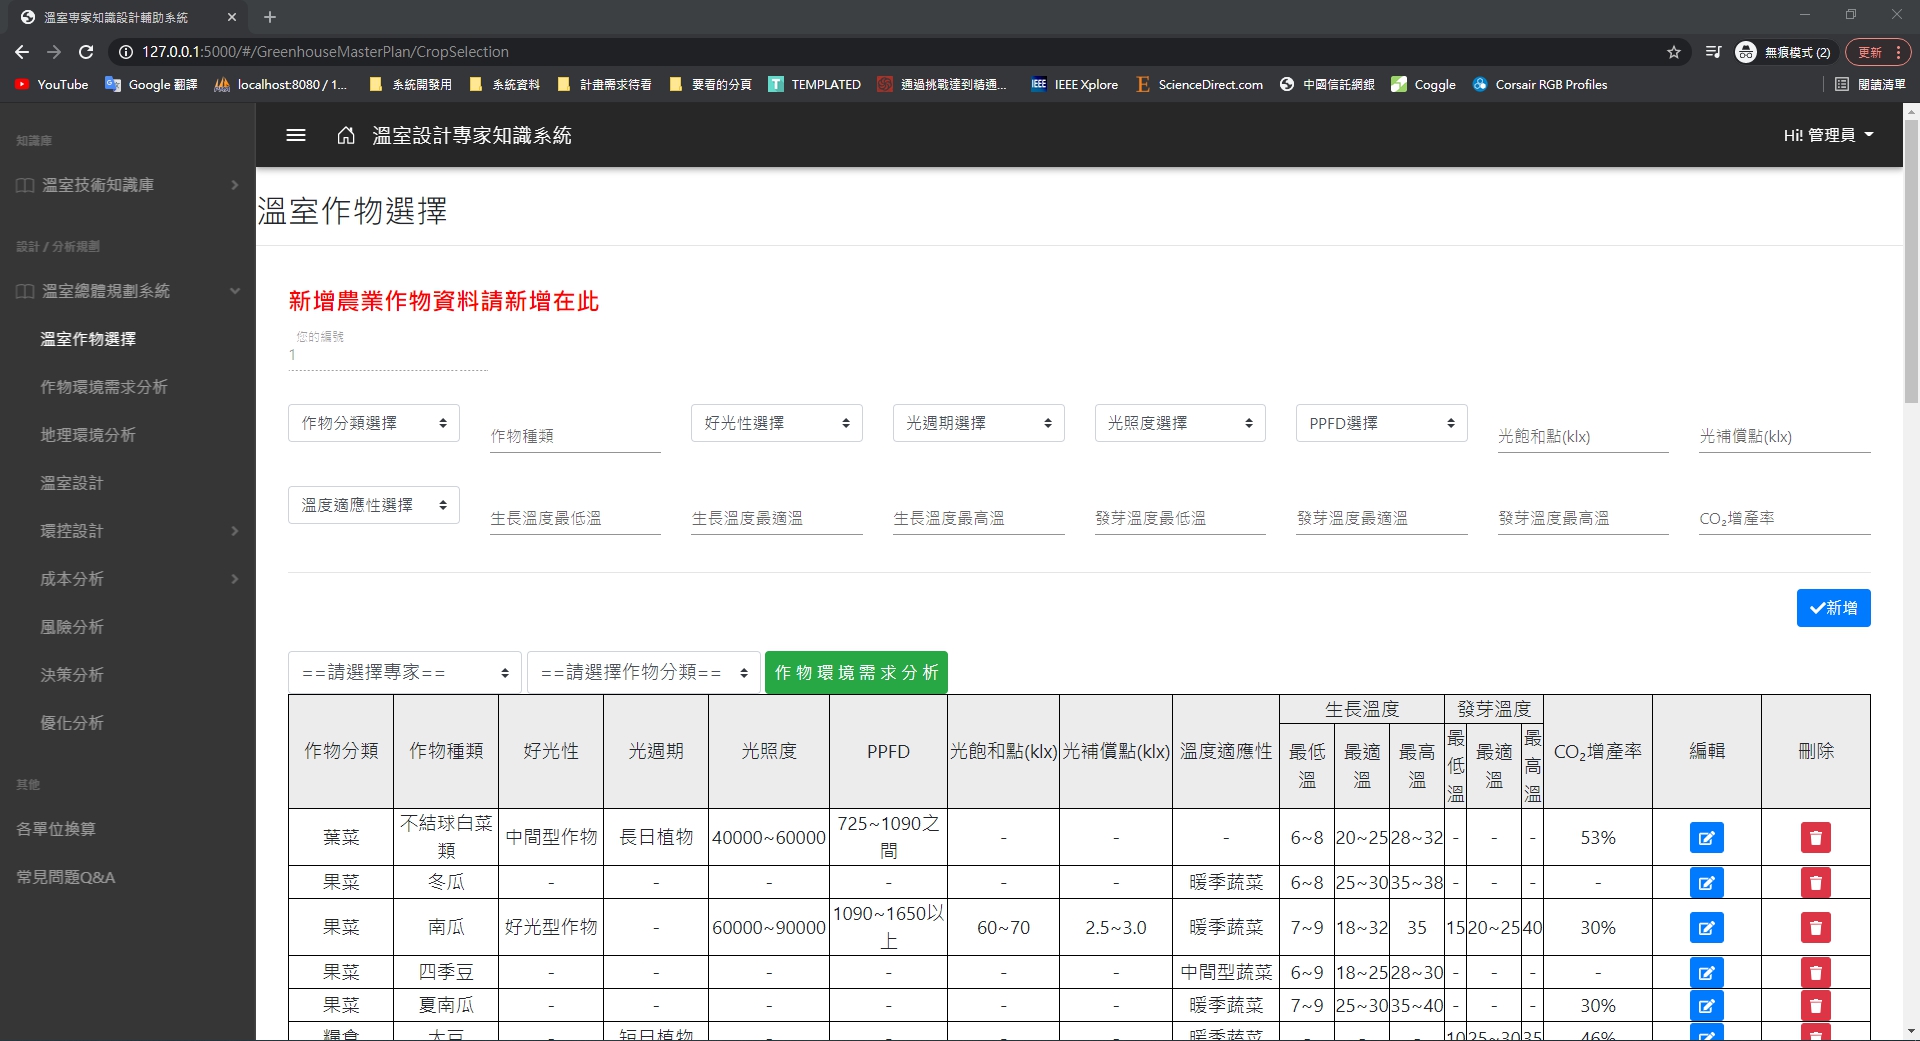 溫室專家知識設計輔助系統
127.0.0.1:5000/#/GreenhouseMasterPlan/CropSelection
無痕模式 (2)
更新
YouTube
Google 翻譯
localhost:8080 / 1...
系統開發用
系統資料
計畫需求待看
要看的分頁
TEMPLATED
通過挑戰達到精通...
IEEE Xplore
ScienceDirect.com
中國信託網銀
Coggle
Corsair RGB Profiles
閱讀清單
知識庫
溫室技術知識庫
設計 / 分析規劃
溫室總體規劃系統
溫室作物選擇
作物環境需求分析
地理環境分析
溫室設計
環控設計
成本分析
風險分析
決策分析
優化分析
其他
各單位換算
常見問題Q&A
溫室設計專家知識系統
Hi! 管理員
溫室作物選擇
新增農業作物資料請新增在此
您的編號
1
作物分類選擇 作物種類 好光性選擇 光週期選擇 光照度選擇 PPFD選擇 光飽和點(klx) 光補償點(klx)
溫度適應性選擇 生長溫度最低溫 生長溫度最適溫 生長溫度最高溫 發芽溫度最低溫 發芽溫度最適溫 發芽溫度最高溫 CO₂增產率
新增
==請選擇專家== ==請選擇作物分類== 作物環境需求分析
作物分類 作物種類 好光性 光週期 光照度 PPFD 光飽和點(klx) 光補償點(klx) 溫度適應性 生長溫度 發芽溫度 CO₂增產率 編輯 刪除
最低溫 最適溫 最高溫 最低溫 最適溫 最高溫
葉菜 不結球白菜類 中間型作物 長日植物 40000~60000 725~1090之間 - - - 6~8 20~25 28~32 - - - 53%
果菜 冬瓜 - - - - - - 暖季蔬菜 6~8 25~30 35~38 - - - -
果菜 南瓜 好光型作物 - 60000~90000 1090~1650以上 60~70 2.5~3.0 暖季蔬菜 7~9 18~32 35 15 20~25 40 30%
果菜 四季豆 - - - - - - 中間型蔬菜 6~9 18~25 28~30 - - - -
果菜 夏南瓜 - - - - - - 暖季蔬菜 7~9 25~30 35~40 - - - 30%
糧食 大豆 - 短日植物 - - - - 暖季蔬菜 - - - 10 25~30 35 46%